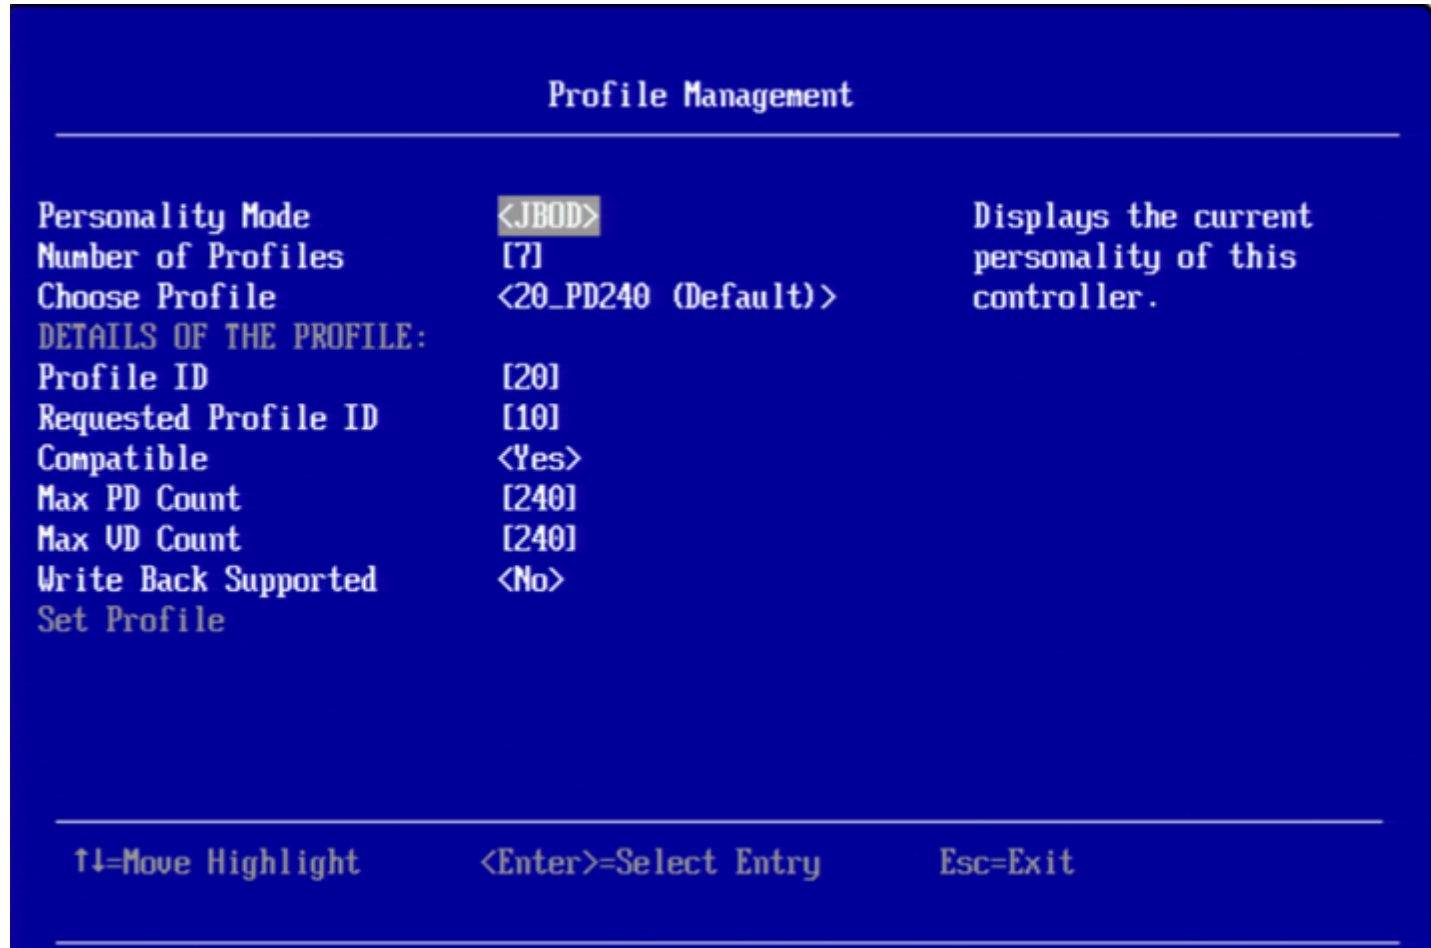 Profile Management
Personality Mode <JBOD> Displays the current
Number of Profiles [7] personality of this
Choose Profile <20_PD240 (Default)> controller.
DETAILS OF THE PROFILE:
Profile ID [20]
Requested Profile ID [10]
Compatible <Yes>
Max PD Count [240]
Max VD Count [240]
Write Back Supported <No>
Set Profile
↑↓=Move Highlight <Enter>=Select Entry Esc=Exit